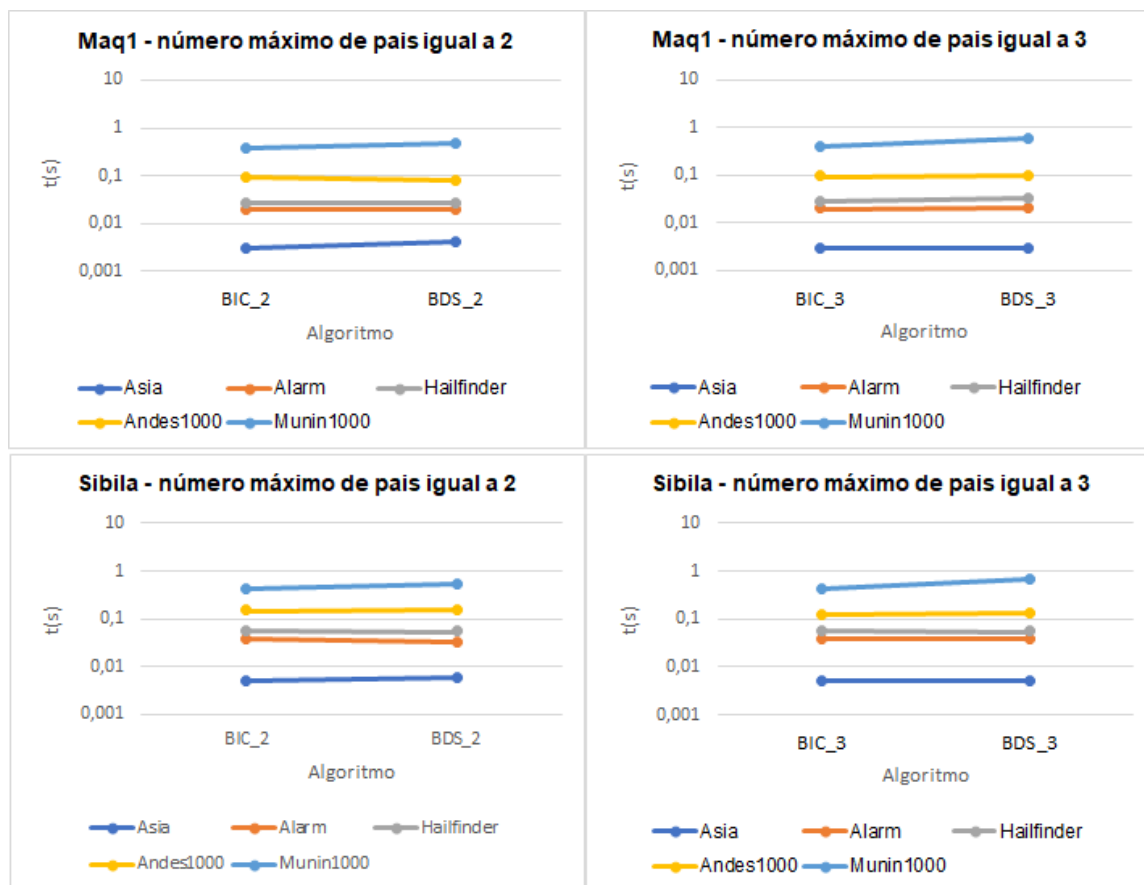 Maq1 - número máximo de pais igual a 2
10
1
0,1
0,01
0,001
t(s)
BIC_2 BDS_2
Algoritmo
Asia Alarm Hailfinder
Andes1000 Munin1000
Maq1 - número máximo de pais igual a 3
10
1
0,1
0,01
0,001
t(s)
BIC_3 BDS_3
Algoritmo
Asia Alarm Hailfinder
Andes1000 Munin1000
Sibila - número máximo de pais igual a 2
10
1
0,1
0,01
0,001
t(s)
BIC_2 BDS_2
Algoritmo
Asia Alarm Hailfinder
Andes1000 Munin1000
Sibila - número máximo de pais igual a 3
10
1
0,1
0,01
0,001
t(s)
BIC_3 BDS_3
Algoritmo
Asia Alarm Hailfinder
Andes1000 Munin1000